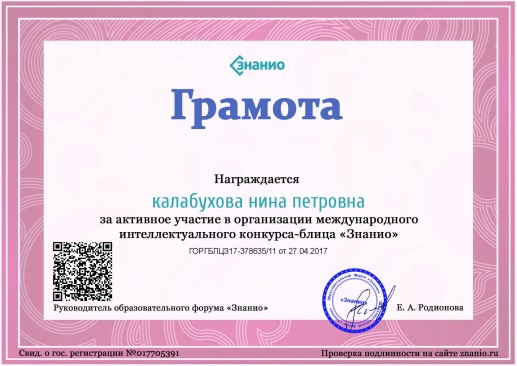 знанио
Грамота
Награждается
калабухова нина петровна
за активное участие в организации международного
интеллектуального конкурса-блица «Знанио»
ГОРГБЛЦ317-378635/11 от 27.04.2017
«Знанио»
Руководитель образовательного форума «Знанио»
Е. А. Родионова
Свид. о гос. регистрации №017705391
Проверка подлинности на сайте znanio.ru